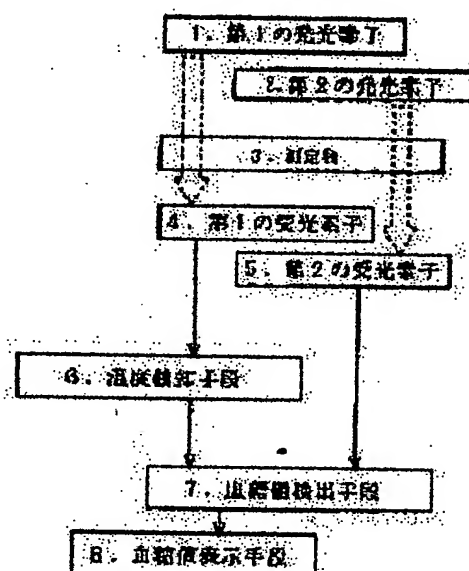 1. 第1の発光素子
2. 第2の発光素子
3. 測定物
4. 第1の受光素子
5. 第2の受光素子
6. 温度検知手段
7. 血糖値検出手段
8. 血糖値表示手段